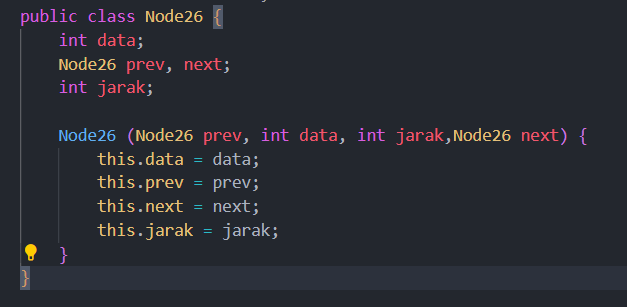 public class Node26 {
    int data;
    Node26 prev, next;
    int jarak;

    Node26 (Node26 prev, int data, int jarak,Node26 next) {
        this.data = data;
        this.prev = prev;
        this.next = next;
        this.jarak = jarak;
    }
}